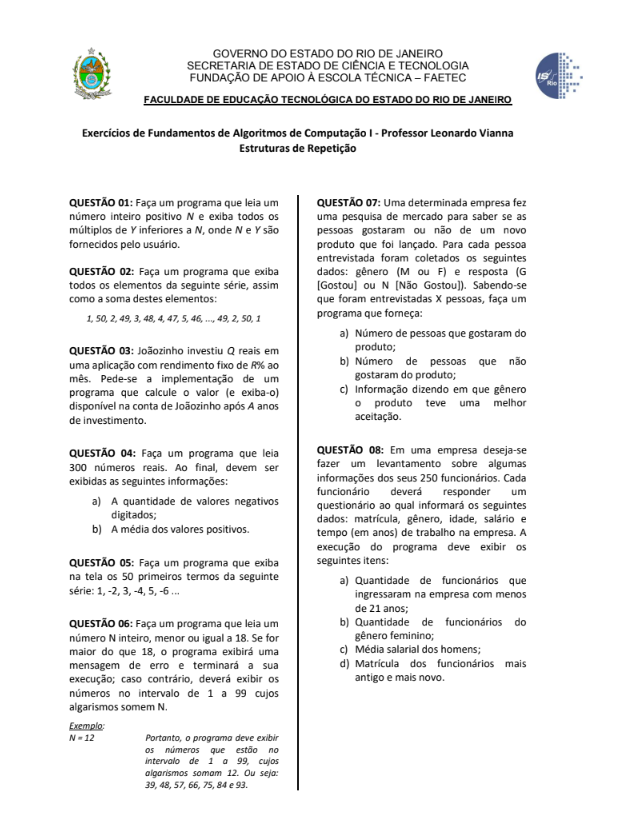 GOVERNO DO ESTADO DO RIO DE JANEIRO
SECRETARIA DE ESTADO DE CIÊNCIA E TECNOLOGIA
FUNDAÇÃO DE APOIO À ESCOLA TÉCNICA – FAETEC
FACULDADE DE EDUCAÇÃO TECNOLÓGICA DO ESTADO DO RIO DE JANEIRO
Rio
Exercícios de Fundamentos de Algoritmos de Computação I - Professor Leonardo Vianna
Estruturas de Repetição
QUESTÃO 01: Faça um programa que leia um
número inteiro positivo N e exiba todos os
múltiplos de Y inferiores a N, onde N e Y são
fornecidos pelo usuário.
QUESTÃO 02: Faça um programa que exiba
todos os elementos da seguinte série, assim
como a soma destes elementos:
1, 50, 2, 49, 3, 48, 4, 47, 5, 46, ..., 49, 2, 50, 1
QUESTÃO 03: Joãozinho investiu Q reais em
uma aplicação com rendimento fixo de R% ao
mês. Pede-se a implementação de um
programa que calcule o valor (e exiba-o)
disponível na conta de Joãozinho após A anos
de investimento.
QUESTÃO 04: Faça um programa que leia
300 números reais. Ao final, devem ser
exibidas as seguintes informações:
a) A quantidade de valores negativos
digitados;
b) A média dos valores positivos.
QUESTÃO 05: Faça um programa que exiba
na tela os 50 primeiros termos da seguinte
série: 1, -2, 3, -4, 5, -6 ...
QUESTÃO 06: Faça um programa que leia um
número N inteiro, menor ou igual a 18. Se for
maior do que 18, o programa exibirá uma
mensagem de erro e terminará a sua
execução; caso contrário, deverá exibir os
números no intervalo de 1 a 99 cujos
algarismos somem N.
Exemplo:
N = 12 Portanto, o programa deve exibir
os números que estão no
intervalo de 1 a 99, cujos
algarismos somam 12. Ou seja:
39, 48, 57, 66, 75, 84 e 93.
QUESTÃO 07: Uma determinada empresa fez
uma pesquisa de mercado para saber se as
pessoas gostaram ou não de um novo
produto que foi lançado. Para cada pessoa
entrevistada foram coletados os seguintes
dados: gênero (M ou F) e resposta (G
[Gostou] ou N [Não Gostou]). Sabendo-se
que foram entrevistadas X pessoas, faça um
programa que forneça:
a) Número de pessoas que gostaram do
produto;
b) Número de pessoas que não
gostaram do produto;
c) Informação dizendo em que gênero
o produto teve uma melhor
aceitação.
QUESTÃO 08: Em uma empresa deseja-se
fazer um levantamento sobre algumas
informações dos seus 250 funcionários. Cada
funcionário deverá responder um
questionário ao qual informará os seguintes
dados: matrícula, gênero, idade, salário e
tempo (em anos) de trabalho na empresa. A
execução do programa deve exibir os
seguintes itens:
a) Quantidade de funcionários que
ingressaram na empresa com menos
de 21 anos;
b) Quantidade de funcionários do
gênero feminino;
c) Média salarial dos homens;
d) Matrícula dos funcionários mais
antigo e mais novo.